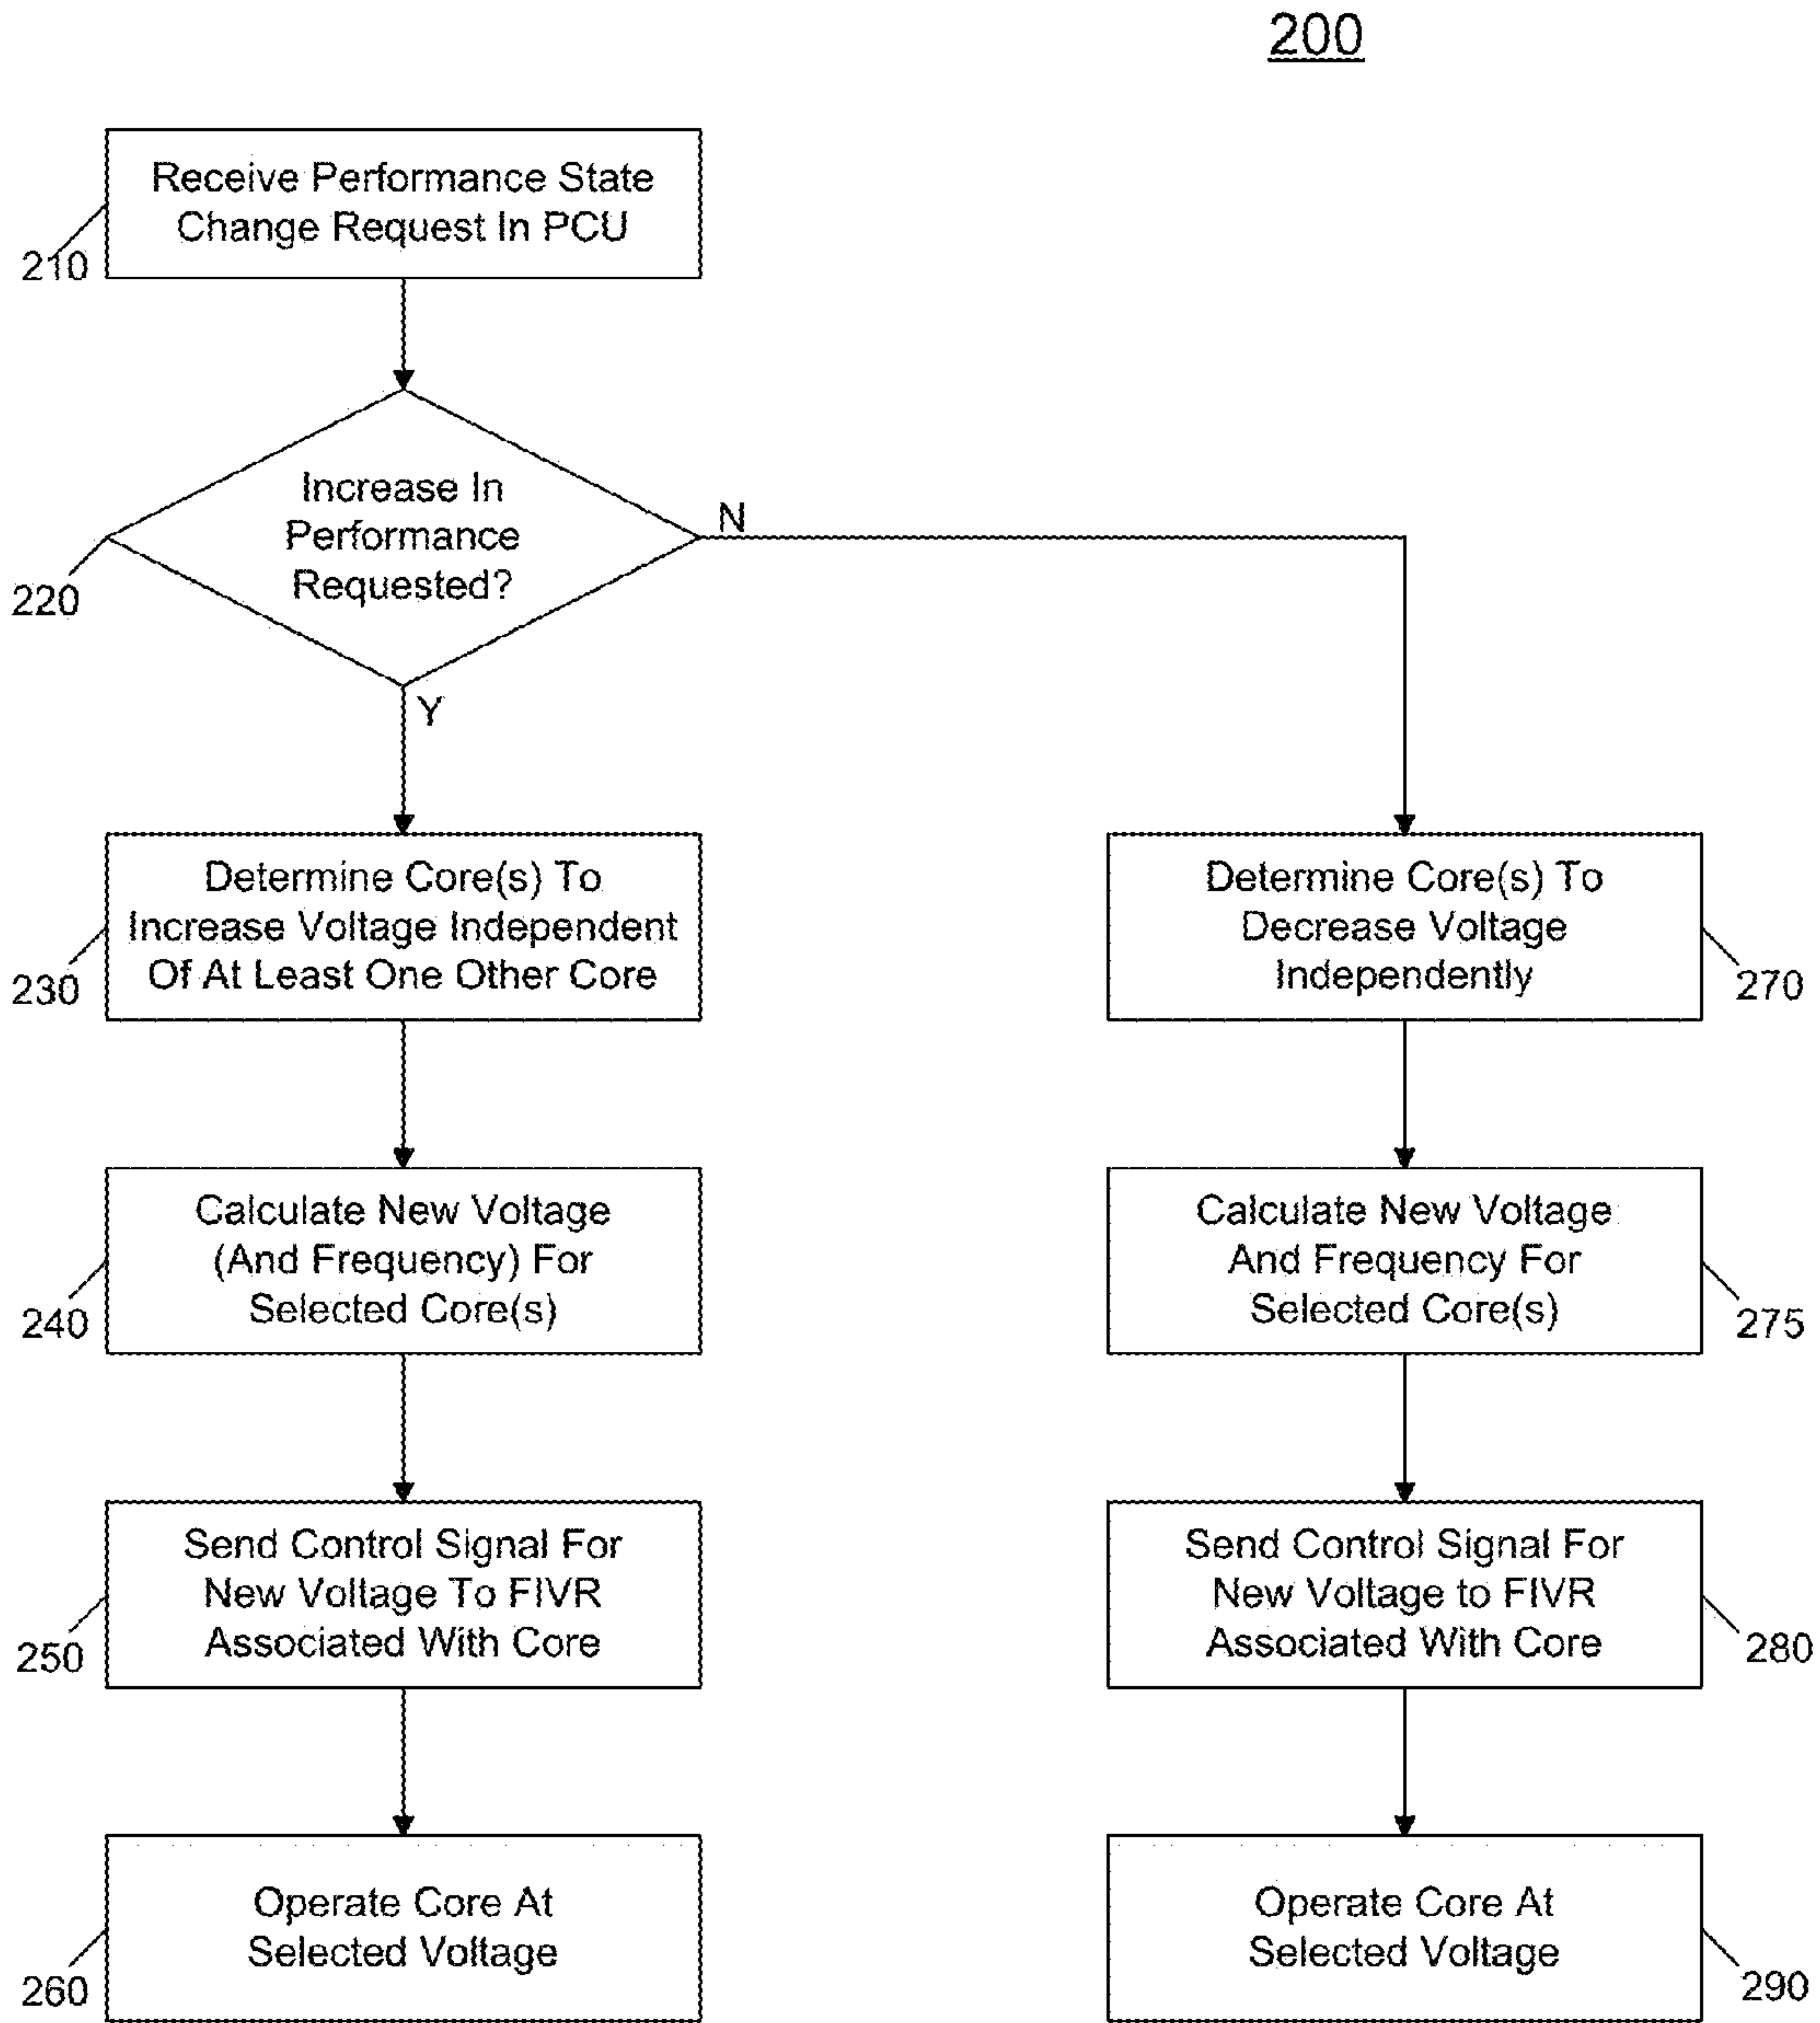 200
Receive Performance State
Change Request In PCU
210
Increase In
Performance
Requested?
N
220
Y
Determine Core(s) To
Increase Voltage Independent
Of At Least One Other Core
230
Determine Core(s) To
Decrease Voltage
Independently
270
Calculate New Voltage
(And Frequency) For
Selected Core(s)
240
Calculate New Voltage
And Frequency For
Selected Core(s)
275
Send Control Signal For
New Voltage To FIVR
Associated With Core
250
Send Control Signal For
New Voltage to FIVR
Associated With Core
280
Operate Core At
Selected Voltage
260
Operate Core At
Selected Voltage
290